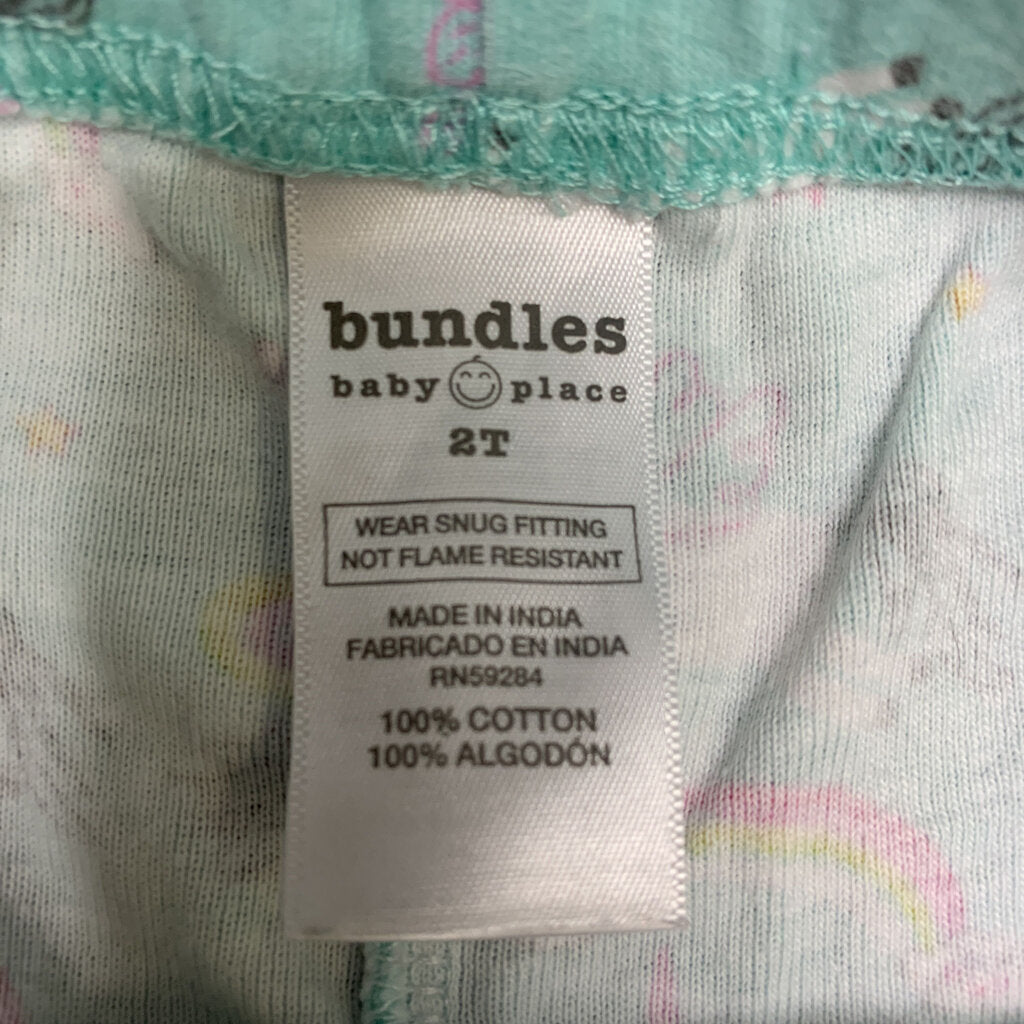 bundles
baby place
2T
WEAR SNUG FITTING
NOT FLAME RESISTANT
MADE IN INDIA
FABRICADO EN INDIA
RN59284
100% COTTON
100% ALGODÓN